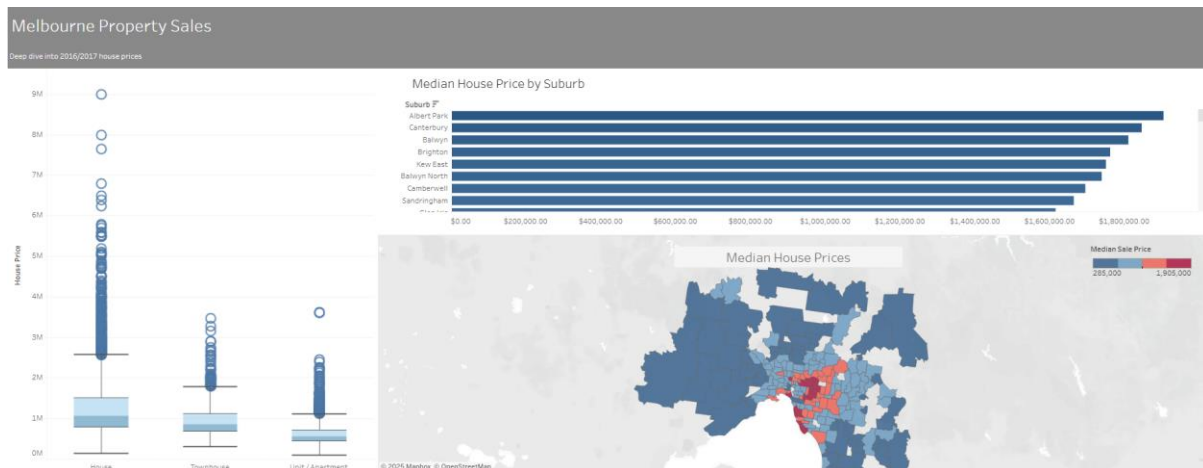 Melbourne Property Sales
Deep dive into 2016/2017 house prices
9M
8M
7M
6M
5M
4M
3M
2M
1M
0M
House Price
House
Townhouse
Unit / Apartment
Median House Price by Suburb
Suburb
Albert Park
Canterbury
Balwyn
Brighton
Kew East
Balwyn North
Camberwell
Sandringham
$0.00 $200,000.00 $400,000.00 $600,000.00 $800,000.00 $1,000,000.00 $1,200,000.00 $1,400,000.00 $1,600,000.00 $1,800,000.00
Median House Prices
Median Sale Price
285,000 1,905,000
© 2025 Mapbox © OpenStreetMap